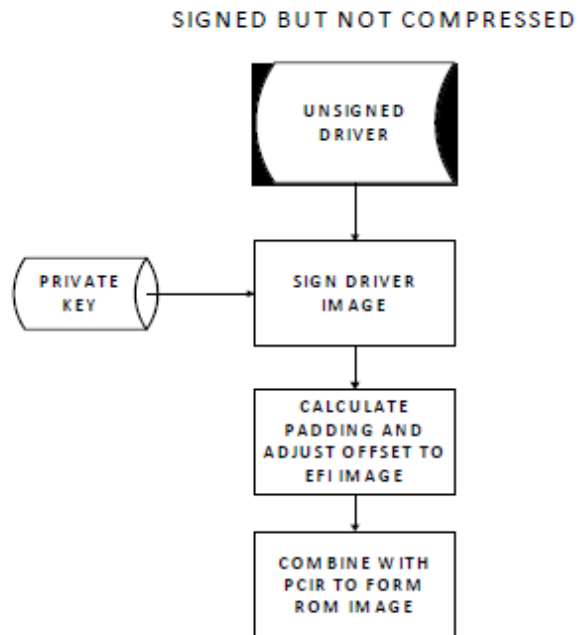 SIGNED BUT NOT COMPRESSED
UNSIGNED
DRIVER
PRIVATE
KEY
SIGN DRIVER
IMAGE
CALCULATE
PADDING AND
ADJUST OFFSET TO
EFI IMAGE
COMBINE WITH
PCIR TO FORM
ROM IMAGE